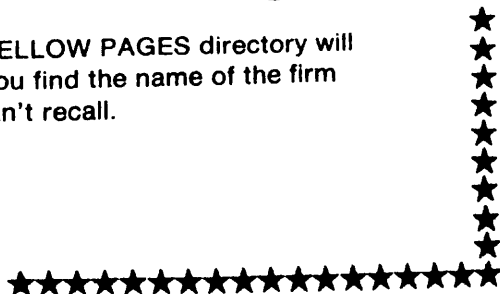 ELLOW PAGES directory will
ou find the name of the firm
n't recall.